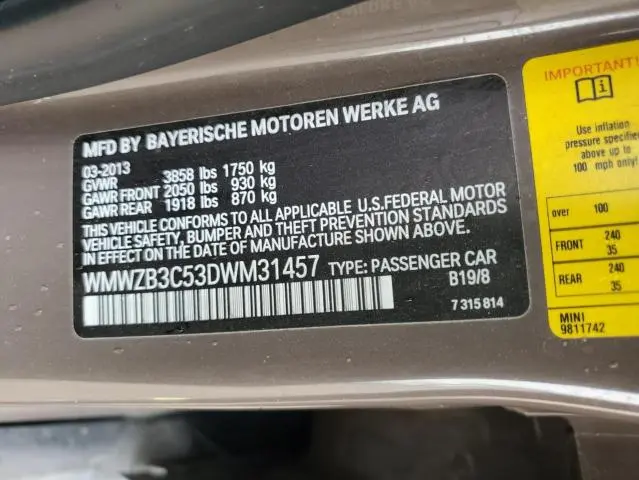 MFD BY BAYERISCHE MOTOREN WERKE AG
03-2013
GVWR 3858 lbs 1750 kg
GAWR FRONT 2050 lbs 930 kg
GAWR REAR 1918 lbs 870 kg
THIS VEHICLE CONFORMS TO ALL APPLICABLE U.S.FEDERAL MOTOR
VEHICLE SAFETY, BUMPER AND THEFT PREVENTION STANDARDS
IN EFFECT ON THE DATE OF MANUFACTURE SHOWN ABOVE.
WMWZB3C53DWM31457 TYPE: PASSENGER CAR
B19/8
7 315 814
IMPORTANT!
Use inflation
pressure specified
above up to
100 mph only!
over 100
FRONT 240
35
REAR 240
35
MINI
9811742